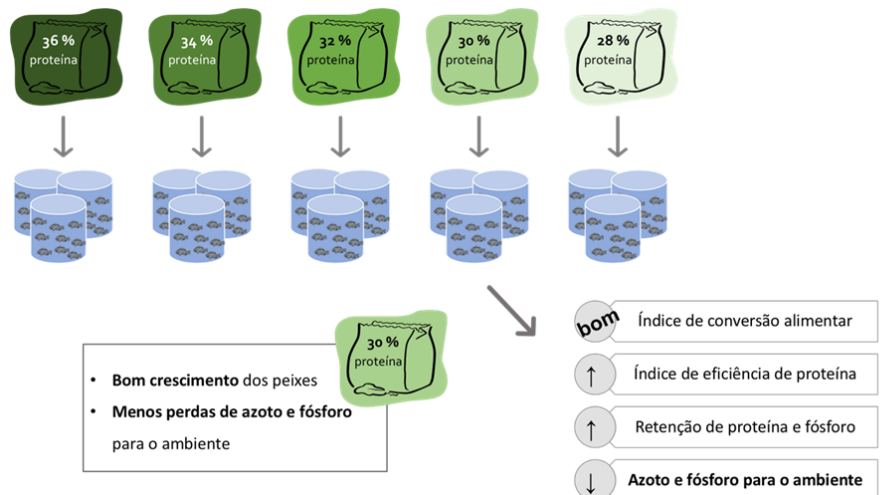 36 %
proteína
34 %
proteína
32 %
proteína
30 %
proteína
28 %
proteína
30 %
proteína
• Bom crescimento dos peixes
• Menos perdas de azoto e fósforo
para o ambiente
bom
Índice de conversão alimentar
↑
Índice de eficiência de proteína
↑
Retenção de proteína e fósforo
↓
Azoto e fósforo para o ambiente